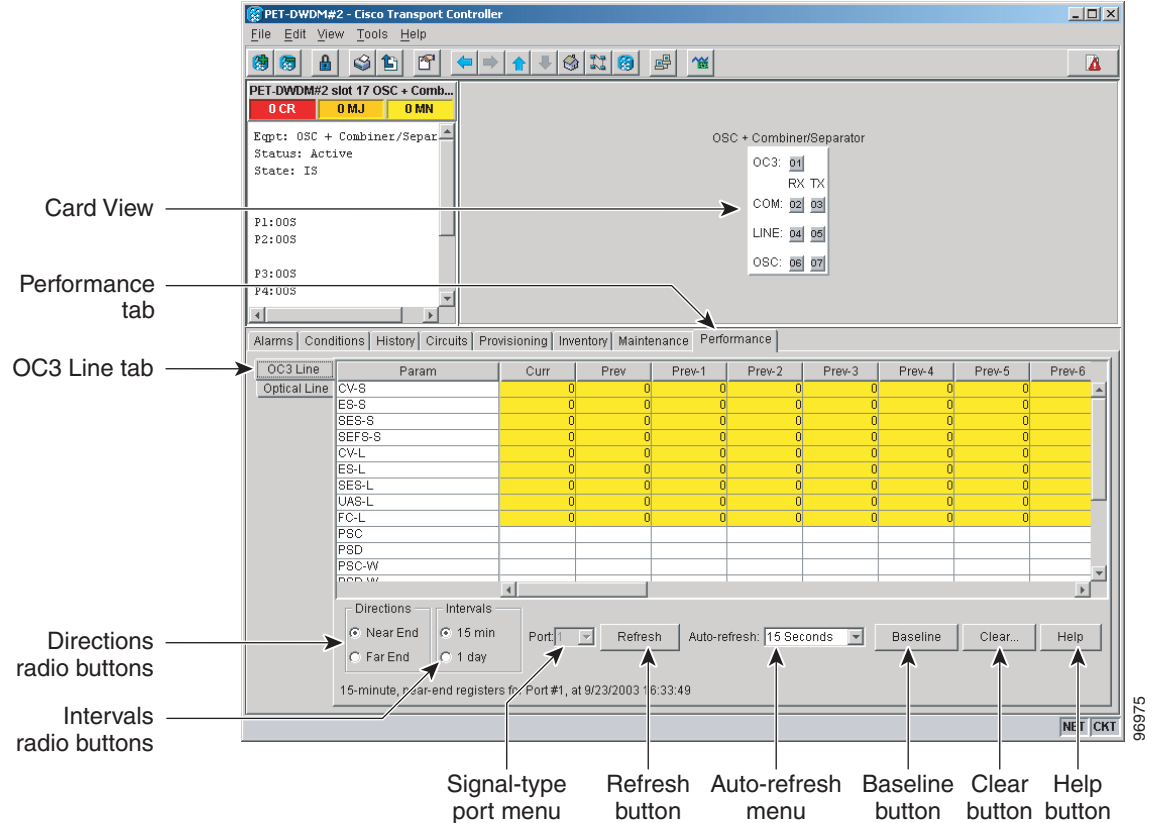 PET-DWDM#2 - Cisco Transport Controller
File Edit View Tools Help
PET-DWDM#2 slot 17 OSC + Comb...
0 CR 0 MJ 0 MN
Eqpt: OSC + Combiner/Separ
Status: Active
State: IS
P1:OOS
P2:OOS
P3:OOS
P4:OOS
OSC + Combiner/Separator
OC3: 01
RX TX
COM: 02 03
LINE: 04 05
OSC: 06 07
Card View
Performance
tab
OC3 Line tab
Alarms Conditions History Circuits Provisioning Inventory Maintenance Performance
OC3 Line
Optical Line
Param Curr Prev Prev-1 Prev-2 Prev-3 Prev-4 Prev-5 Prev-6
CV-S 0 0 0 0 0 0 0
ES-S 0 0 0 0 0 0 0
SES-S 0 0 0 0 0 0 0
SEFS-S 0 0 0 0 0 0 0
CV-L 0 0 0 0 0 0 0
ES-L 0 0 0 0 0 0 0
SES-L 0 0 0 0 0 0 0
UAS-L 0 0 0 0 0 0 0
FC-L 0 0 0 0 0 0 0
PSC
PSD
PSC-W
PSD-W
Directions Intervals
Near End 15 min Port: 1 Refresh Auto-refresh: 15 Seconds Baseline Clear... Help
Far End 1 day
15-minute, near-end registers for Port #1, at 9/23/2003 16:33:49
NET CKT
Directions
radio buttons
Intervals
radio buttons
Signal-type
port menu
Refresh
button
Auto-refresh
menu
Baseline
button
Clear
button
Help
button
96975